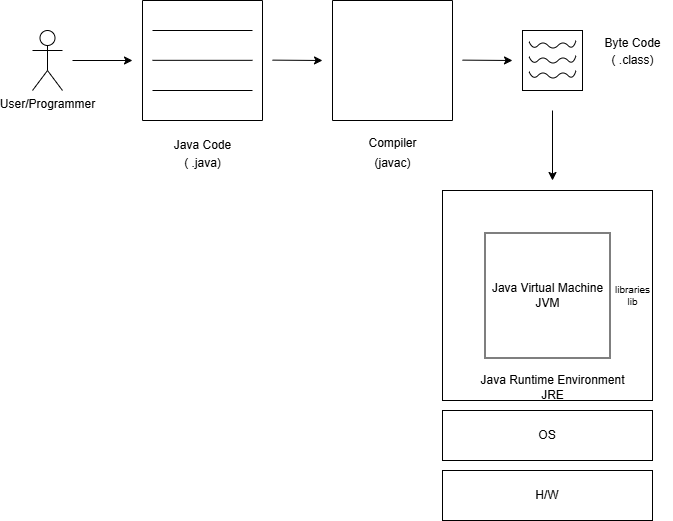 User/Programmer
Java Code
( .java)
Compiler
(javac)
Byte Code
( .class)
Java Virtual Machine
JVM
libraries
lib
Java Runtime Environment
JRE
OS
H/W